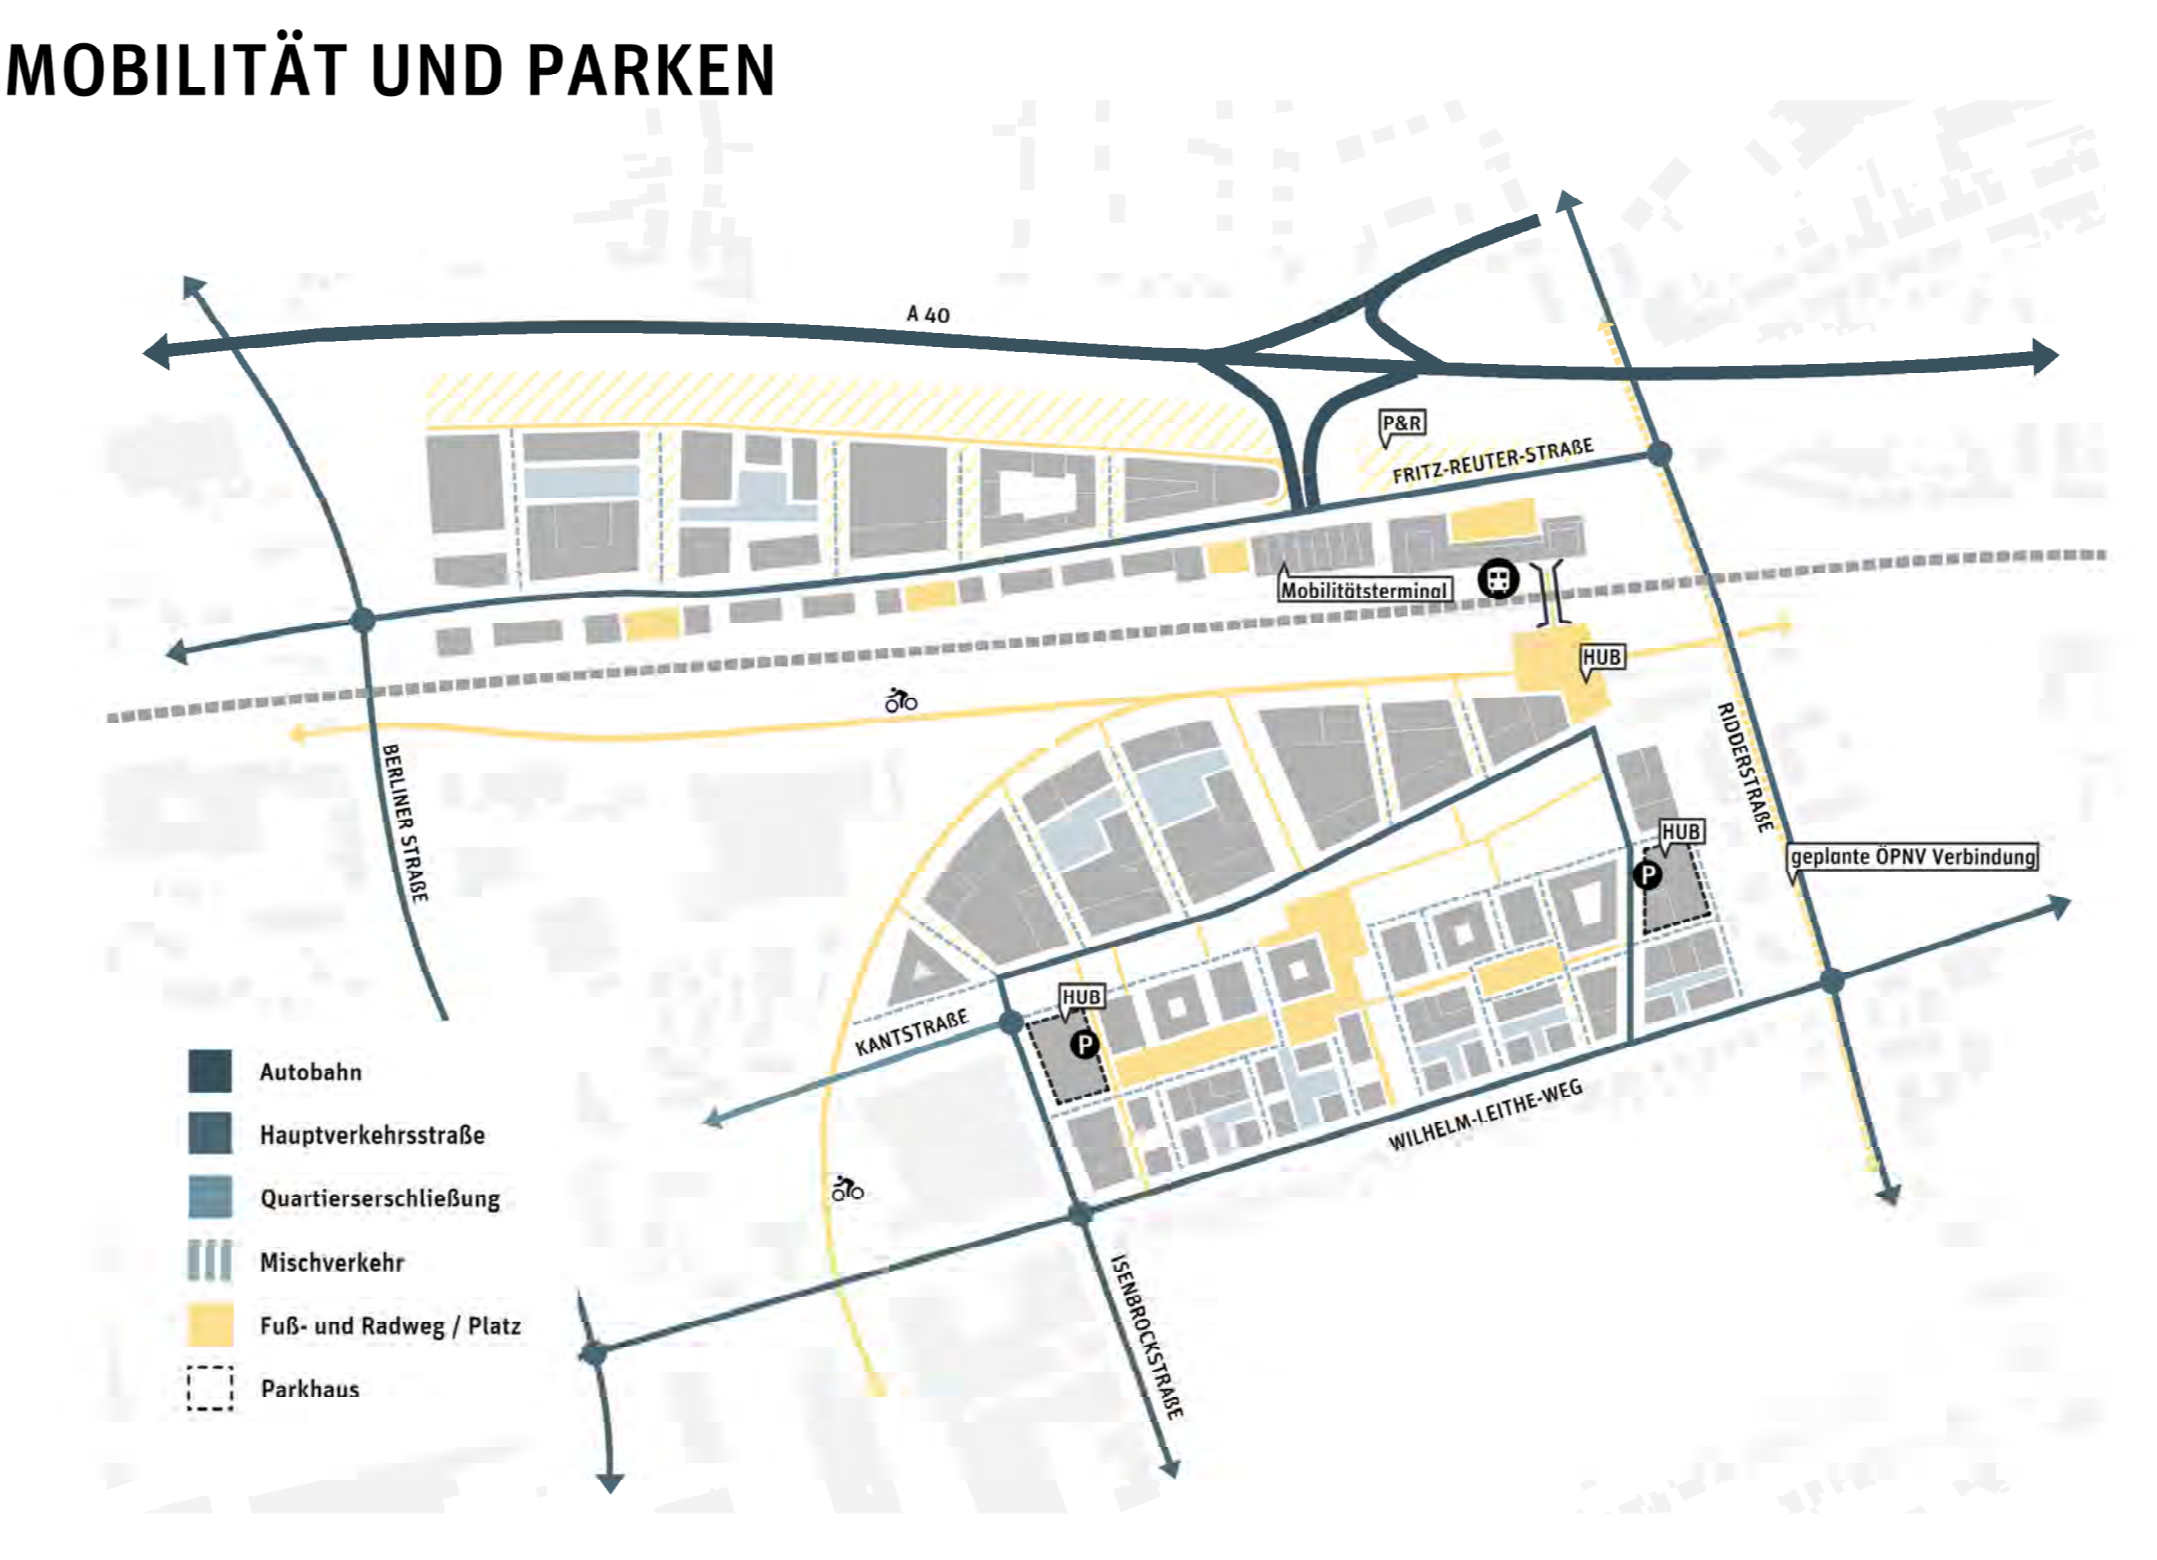 MOBILITÄT UND PARKEN
A 40
P&R
FRITZ-REUTER-STRAßE
Mobilitätsterminal
HUB
BERLINER STRAßE
RIDDERSTRAßE
HUB
P
geplante ÖPNV Verbindung
HUB
KANTSTRAßE
P
WILHELM-LEITHE-WEG
ISENBROCKSTRAßE
Autobahn
Hauptverkehrsstraße
Quartierserschließung
Mischverkehr
Fuß- und Radweg / Platz
Parkhaus